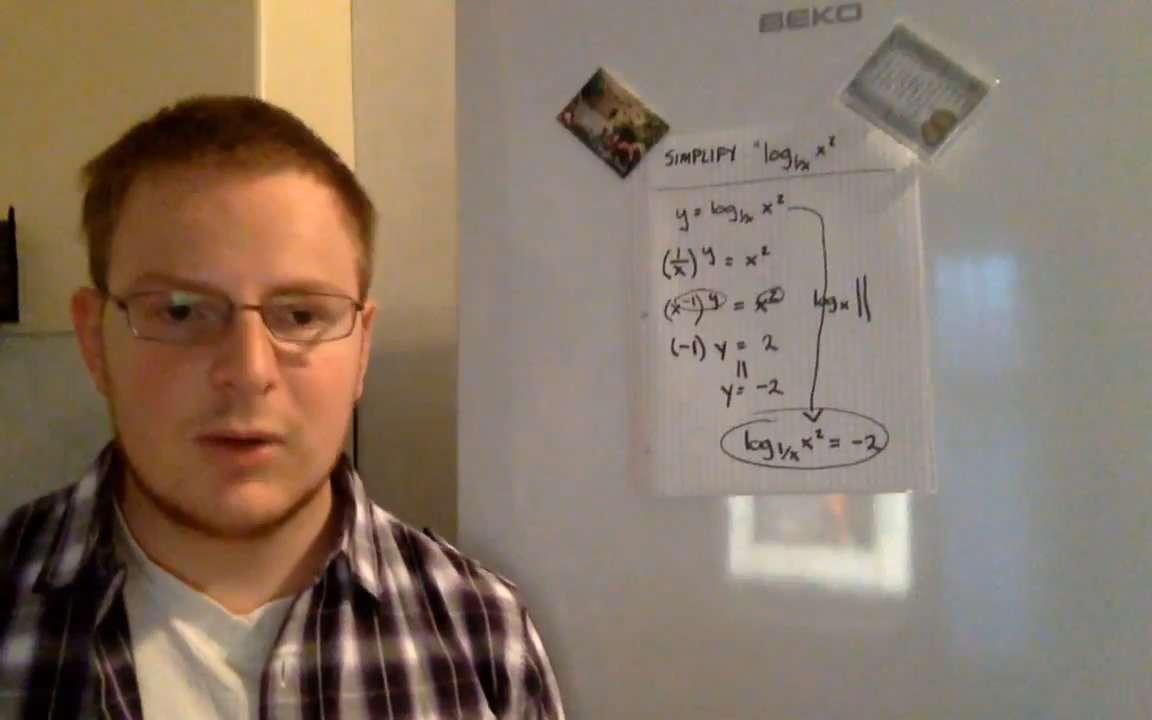 BEKO
SIMPLIFY "log₁/ₓ x²
y = log₁/ₓ x²
(1/x)^y = x²
(x⁻¹)^y = x² logₓ ||
(-1) y = 2
||
y = -2
log₁/ₓ x² = -2